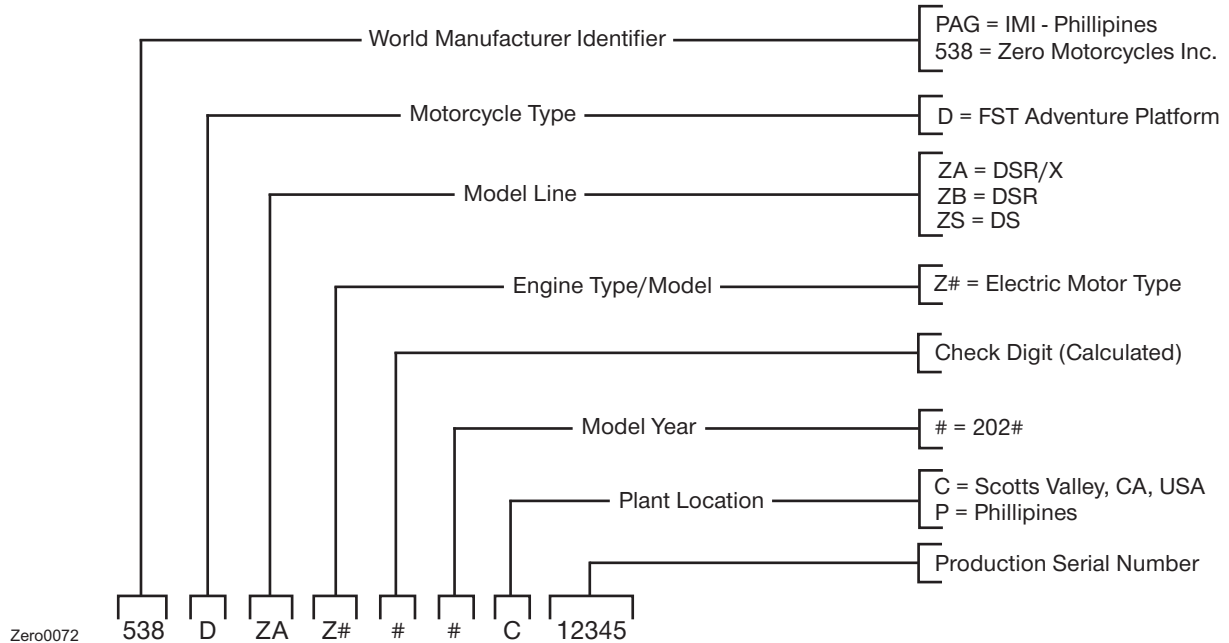 World Manufacturer Identifier
PAG = IMI - Phillipines
538 = Zero Motorcycles Inc.
Motorcycle Type
D = FST Adventure Platform
Model Line
ZA = DSR/X
ZB = DSR
ZS = DS
Engine Type/Model
Z# = Electric Motor Type
Check Digit (Calculated)
Model Year
# = 202#
Plant Location
C = Scotts Valley, CA, USA
P = Phillipines
Production Serial Number
Zero0072 538 D ZA Z# # # C 12345